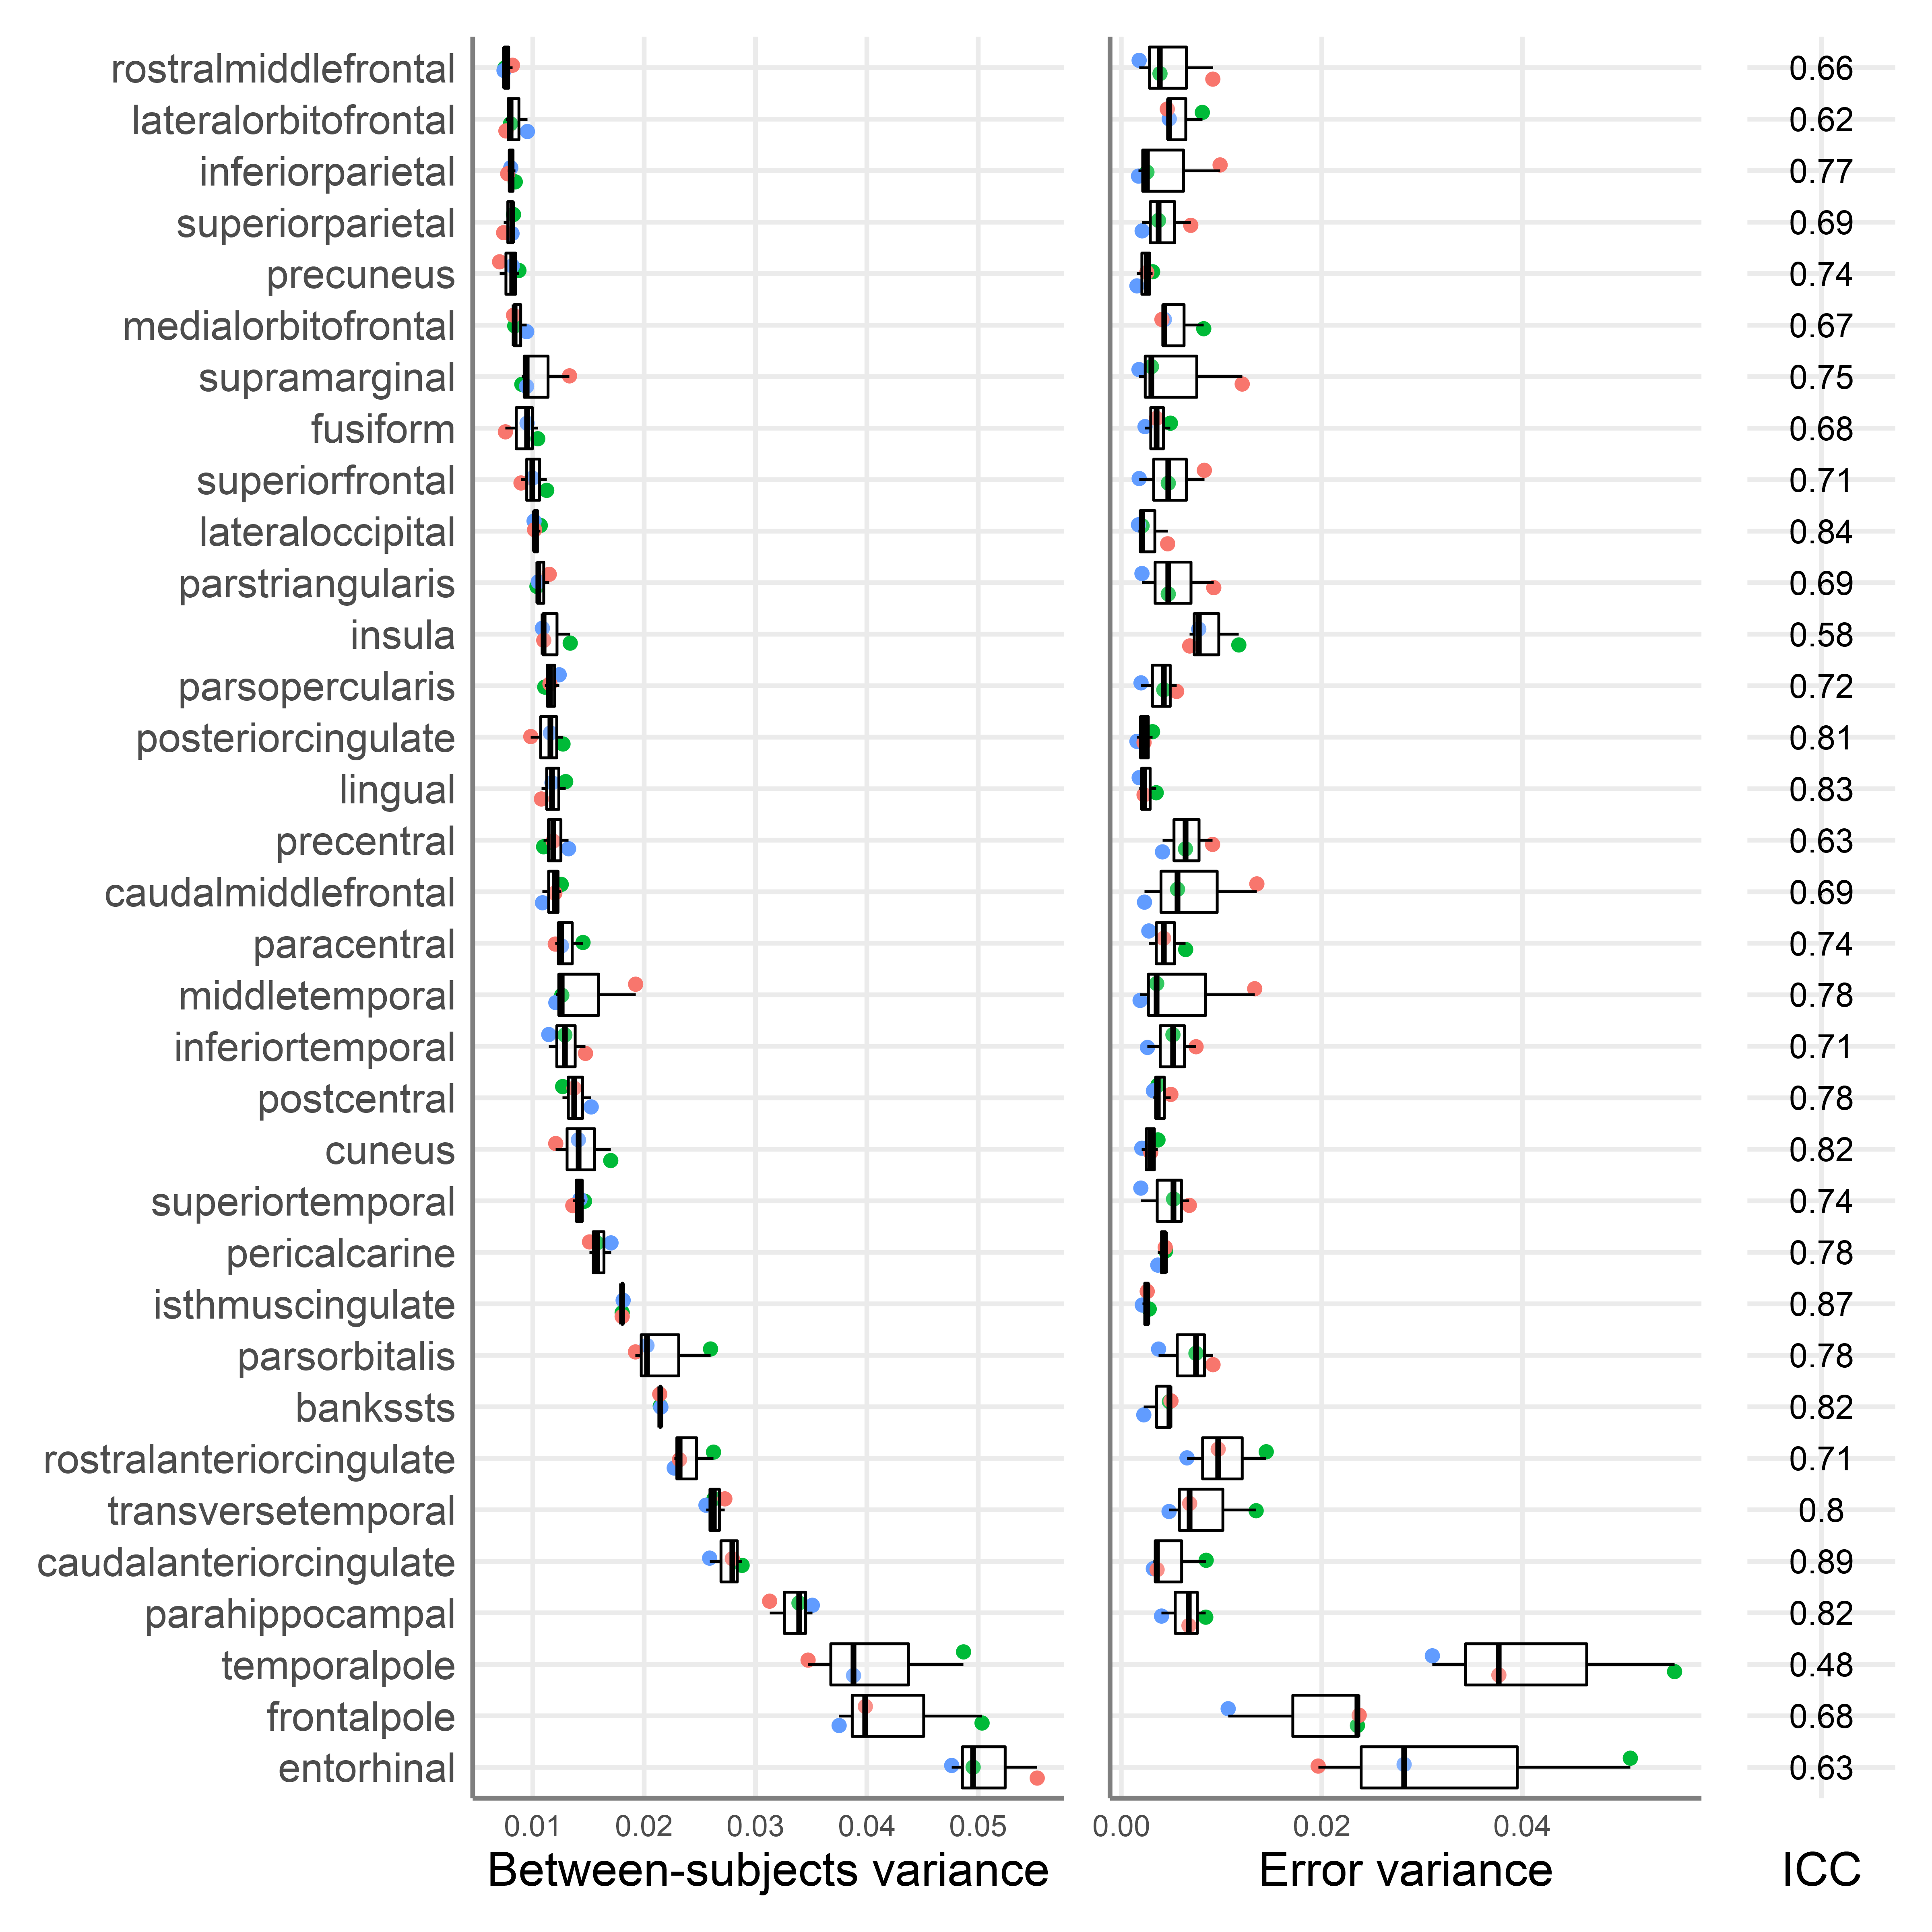 rostralmiddlefrontal 0.66
lateralorbitofrontal 0.62
inferiorparietal 0.77
superiorparietal 0.69
precuneus 0.74
medialorbitofrontal 0.67
supramarginal 0.75
fusiform 0.68
superiorfrontal 0.71
lateraloccipital 0.84
parstriangularis 0.69
insula 0.58
parsopercularis 0.72
posteriorcingulate 0.81
lingual 0.83
precentral 0.63
caudalmiddlefrontal 0.69
paracentral 0.74
middletemporal 0.78
inferiortemporal 0.71
postcentral 0.78
cuneus 0.82
superiortemporal 0.74
pericalcarine 0.78
isthmuscingulate 0.87
parsorbitalis 0.78
bankssts 0.82
rostralanteriorcingulate 0.71
transversetemporal 0.8
caudalanteriorcingulate 0.89
parahippocampal 0.82
temporalpole 0.48
frontalpole 0.68
entorhinal 0.63
0.01 0.02 0.03 0.04 0.05 0.00 0.02 0.04
Between-subjects variance Error variance ICC